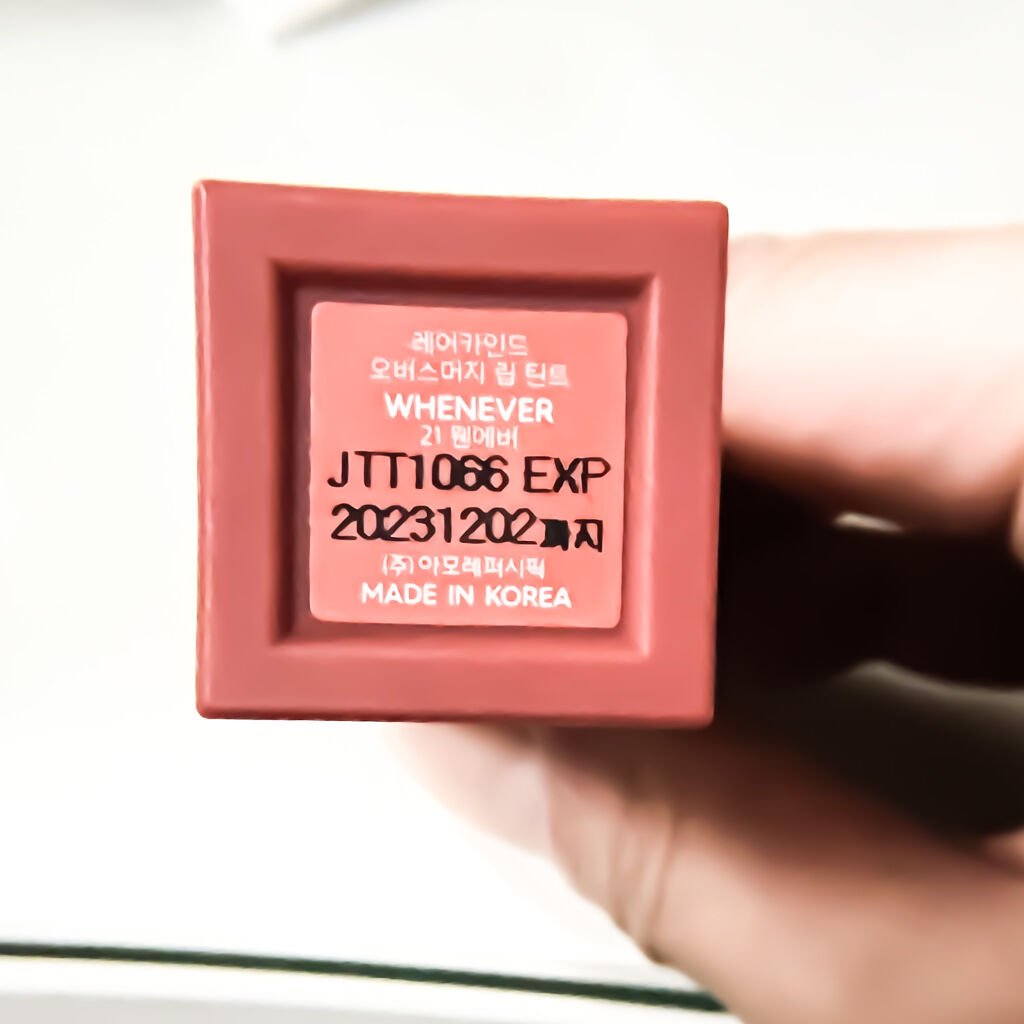 레어카인드
오버스머지 립 틴트
WHENEVER
21 웬에버
JTT1066 EXP
20231202까지
(주)아모레퍼시픽
MADE IN KOREA